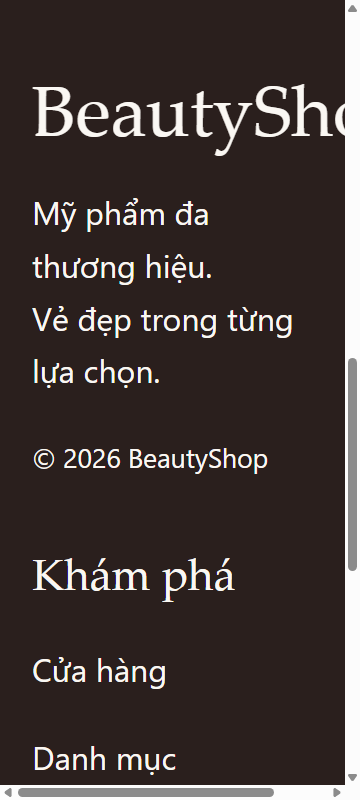 BeautySho
Mỹ phẩm đa
thương hiệu.
Vẻ đẹp trong từng
lựa chọn.
© 2026 BeautyShop
Khám phá
Cửa hàng
Danh mục